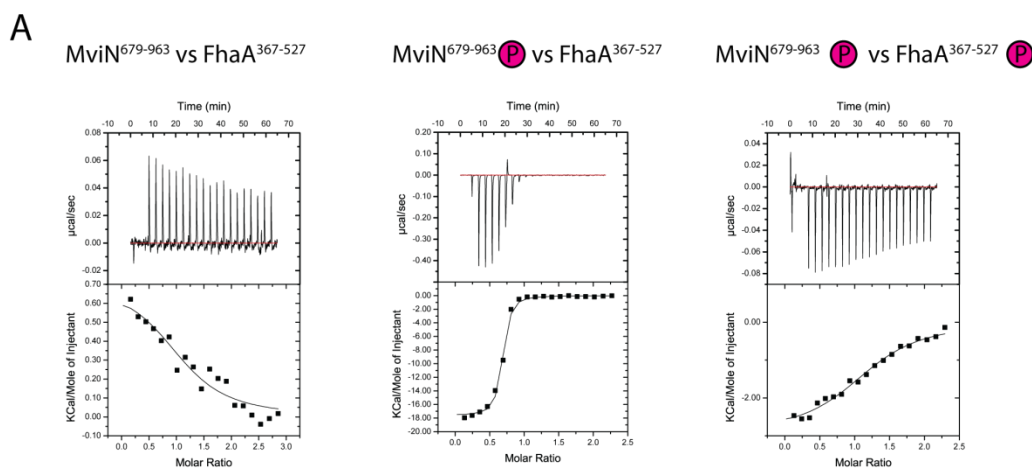 A
MviN679-963 vs FhaA367-527
Time (min)
-10 0 10 20 30 40 50 60 70
0.08
0.06
0.04
0.02
0.00
-0.02
µcal/sec
0.70
0.60
0.50
0.40
0.30
0.20
0.10
0.00
-0.10
KCal/Mole of Injectant
0.0 0.5 1.0 1.5 2.0 2.5 3.0
Molar Ratio
MviN679-963 P vs FhaA367-527
Time (min)
-10 0 10 20 30 40 50 60 70
0.20
0.10
0.00
-0.10
-0.20
-0.30
-0.40
µcal/sec
0.00
-2.00
-4.00
-6.00
-8.00
-10.00
-12.00
-14.00
-16.00
-18.00
-20.00
KCal/Mole of Injectant
0.0 0.5 1.0 1.5 2.0 2.5
Molar Ratio
MviN679-963 P vs FhaA367-527 P
Time (min)
-10 0 10 20 30 40 50 60 70
0.04
0.02
0.00
-0.02
-0.04
-0.06
-0.08
µcal/sec
0.00
-2.00
KCal/Mole of Injectant
0.0 0.5 1.0 1.5 2.0 2.5
Molar Ratio